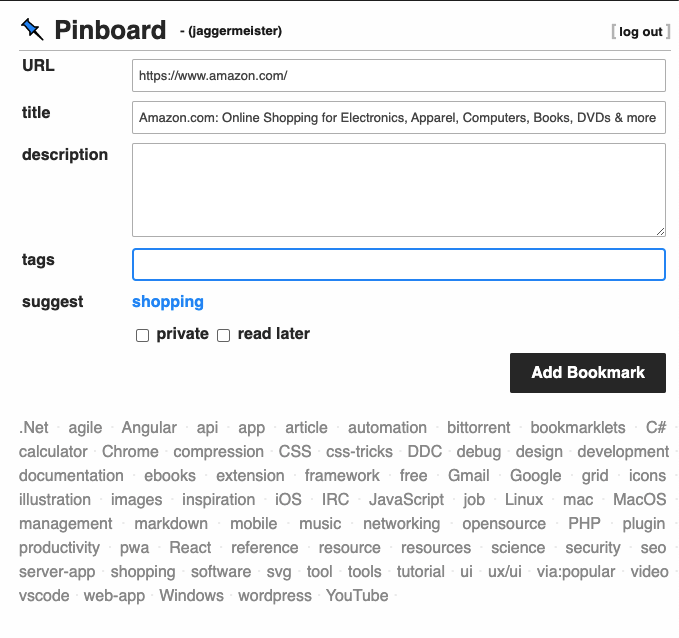 Pinboard - (jaggermeister) [ log out ]
URL https://www.amazon.com/
title Amazon.com: Online Shopping for Electronics, Apparel, Computers, Books, DVDs & more
description
tags
suggest shopping
private read later
Add Bookmark
.Net · agile · Angular · api · app · article · automation · bittorrent · bookmarklets · C# ·
calculator · Chrome · compression · CSS · css-tricks · DDC · debug · design · development ·
documentation · ebooks · extension · framework · free · Gmail · Google · grid · icons ·
illustration · images · inspiration · iOS · IRC · JavaScript · job · Linux · mac · MacOS ·
management · markdown · mobile · music · networking · opensource · PHP · plugin ·
productivity · pwa · React · reference · resource · resources · science · security · seo ·
server-app · shopping · software · svg · tool · tools · tutorial · ui · ux/ui · via:popular · video ·
vscode · web-app · Windows · wordpress · YouTube ·